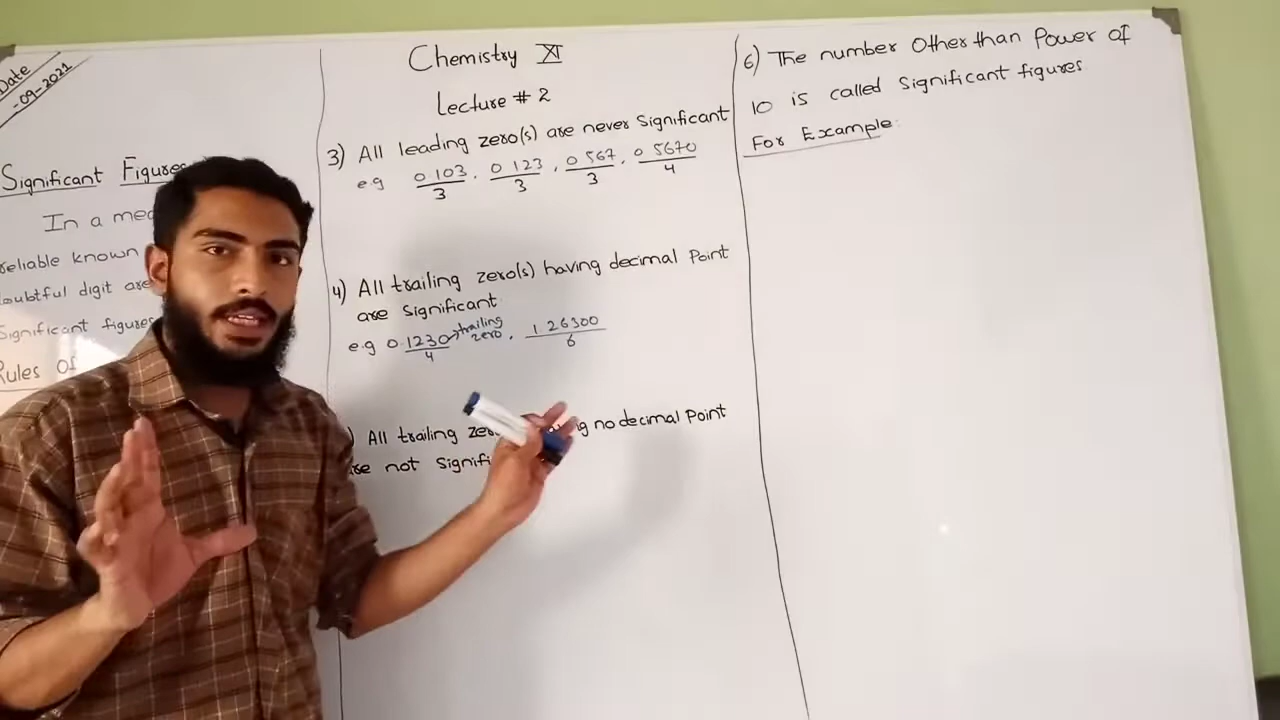 Date
-09-2021
Significant Figures
In a mea
reliable known
doubtful digit are
Significant figures
Rules of
Chemistry XI
Lecture # 2
3) All leading zero(s) are never Significant
e.g 0.103, 0.123, 0.567, 0.5670
3 3 3 4
4) All trailing zero(s) having decimal Point
are Significant
e.g 0.1230 → trailing zero, 1.26300
4 6
) All trailing zer ng no decimal Point
are not Signifi
6) The number Other than Power of
10 is called Significant figures
For Example: